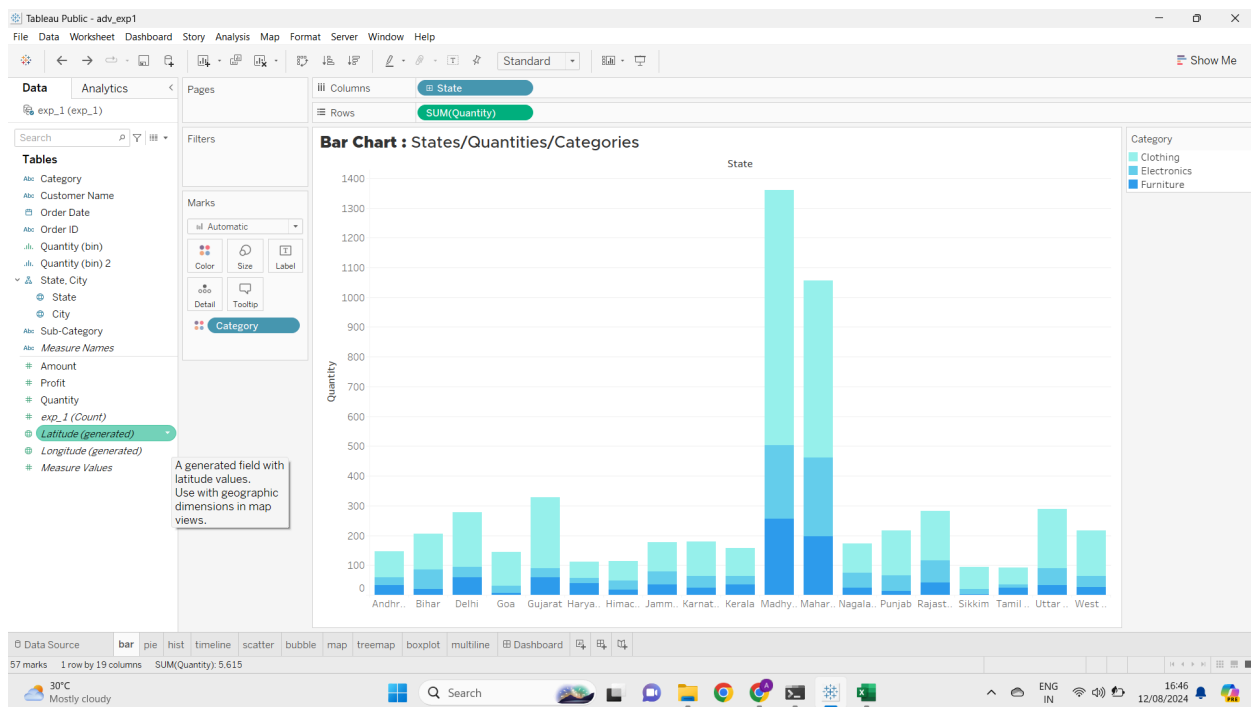 Tableau Public - adv_exp1
File Data Worksheet Dashboard Story Analysis Map Format Server Window Help
Standard
Show Me
Data Analytics
exp_1 (exp_1)
Search
Tables
Abc Category
Abc Customer Name
Order Date
Abc Order ID
Quantity (bin)
Quantity (bin) 2
State, City
State
City
Abc Sub-Category
Abc Measure Names
# Amount
# Profit
# Quantity
# exp_1 (Count)
Latitude (generated)
Longitude (generated)
# Measure Values
A generated field with
latitude values.
Use with geographic
dimensions in map
views.
Pages
Filters
Marks
Automatic
Color Size Label
Detail Tooltip
Category
Columns State
Rows SUM(Quantity)
Bar Chart : States/Quantities/Categories
State
1400
1300
1200
1100
1000
900
800
700
600
500
400
300
200
100
0
Quantity
Andhr.. Bihar Delhi Goa Gujarat Harya.. Himac.. Jamm.. Karnat.. Kerala Madhy.. Mahar.. Nagala.. Punjab Rajast.. Sikkim Tamil .. Uttar .. West ..
Category
Clothing
Electronics
Furniture
Data Source bar pie hist timeline scatter bubble map treemap boxplot multiline Dashboard
57 marks 1 row by 19 columns SUM(Quantity): 5.615
30°C
Mostly cloudy
Search
A
PRE
ENG
IN
16:46
12/08/2024